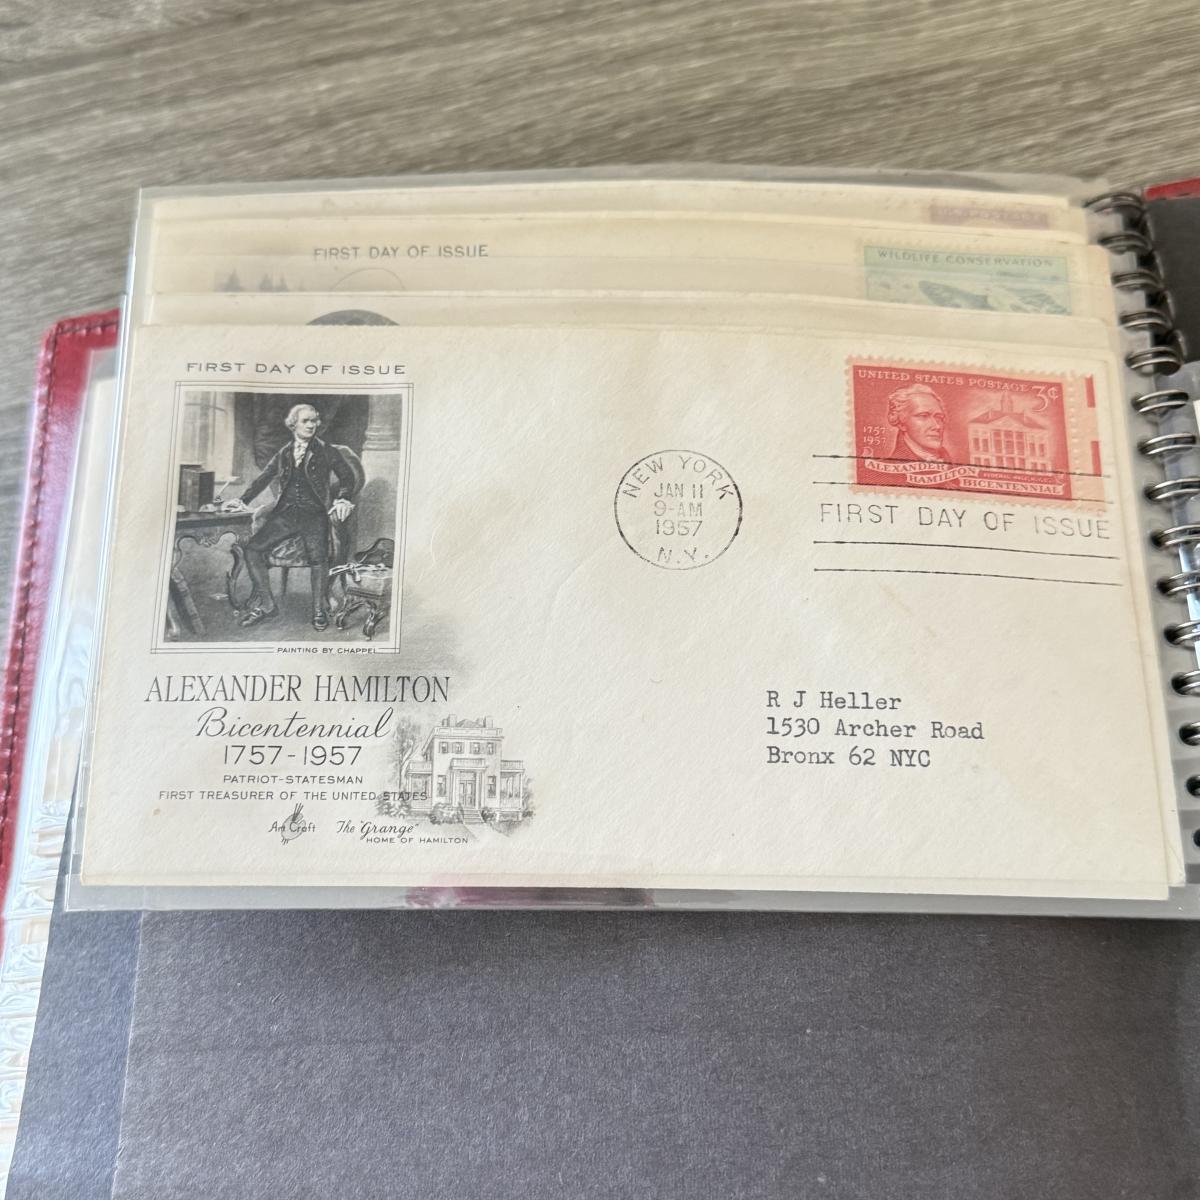 U.S. POSTAGE
FIRST DAY OF ISSUE
WILDLIFE CONSERVATION
FIRST DAY OF ISSUE
UNITED STATES POSTAGE 3¢
1757
1957
ALEXANDER
HAMILTON
BICENTENNIAL
NEW YORK
JAN 11
9-AM
1957
N.Y.
FIRST DAY OF ISSUE
PAINTING BY CHAPPEL
ALEXANDER HAMILTON
Bicentennial
1757-1957
PATRIOT-STATESMAN
FIRST TREASURER OF THE UNITED STATES
Art Craft
The "Grange"
HOME OF HAMILTON
R J Heller
1530 Archer Road
Bronx 62 NYC